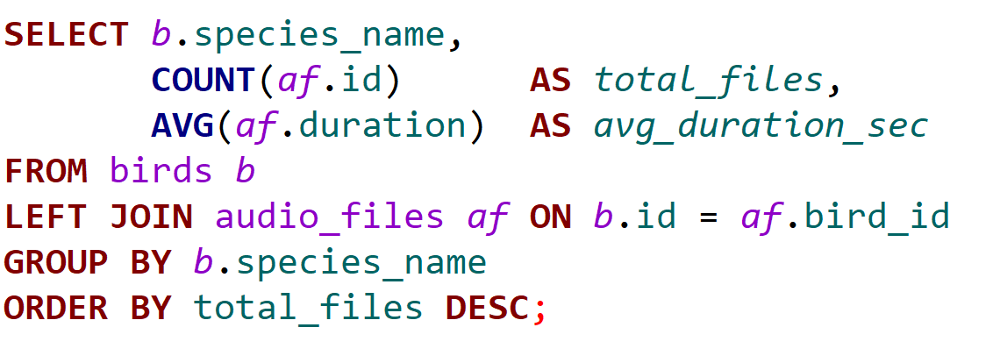 SELECT b.species_name,
       COUNT(af.id)      AS total_files,
       AVG(af.duration)  AS avg_duration_sec
FROM birds b
LEFT JOIN audio_files af ON b.id = af.bird_id
GROUP BY b.species_name
ORDER BY total_files DESC;